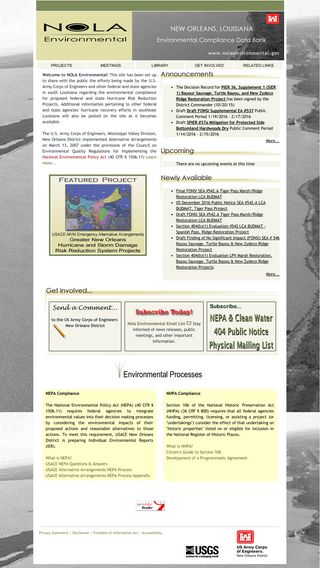 NOLA
Environmental
NEW ORLEANS, LOUISIANA
Environmental Compliance Data Bank
www.nolaenvironmental.gov
PROJECTS MEETINGS LIBRARY GET INVOLVED RELATED LINKS
Welcome to NOLA Environmental! This site has been set up
to share with the public the efforts being made by the U.S.
Army Corps of Engineers and other federal and state agencies
in south Louisiana regarding the environmental compliance
for proposed federal and state Hurricane Risk Reduction
Projects. Additional information pertaining to other federal
and state agencies hurricane recovery efforts in southeast
Louisiana will also be posted on the site as it becomes
available.
The U.S. Army Corps of Engineers, Mississippi Valley Division,
New Orleans District implemented Alternative Arrangements
on March 13, 2007 under the provisions of the Council on
Environmental Quality Regulations for Implementing the
National Environmental Policy Act (40 CFR § 1506.11) Learn
more...
FEATURED PROJECT
USACE-MVN Emergency Alternative Arrangements
Greater New Orleans
Hurricane and Storm Damage
Risk Reduction System Projects
Announcements
The Decision Record for PIER 36, Supplement 1 (SIER
1) Bayou Sauvage, Turtle Bayou, and New Zydeco
Ridge Restoration Project has been signed by the
District Commander (10/20/15)
Draft Draft FONSI Supplemental EA #537 Public
Comment Period 1/19/2016 - 2/17/2016
Draft SPIER #37a Mitigation for Protected Side
Bottomland Hardwoods Dry Public Comment Period
1/14/2016 - 2/15/2016
More...
Upcoming
There are no upcoming events at this time
Newly Available
Final FONSI SEA #542.A Tiger Pass Marsh/Ridge
Restoration LCA BUDMAT
05 December 2016 Public Notice SEA #542.A LCA
BUDMAT, Tiger Pass Project
Draft FONSI SEA #542.A Tiger Pass Marsh/Ridge
Restoration LCA BUDMAT
Section 404(b)(1) Evaluation #542 LCA BUDMAT -
Spanish Pass, Ridge Restoration Project
Draft Finding of No Significant Impact (FONSI) SEA # 546
Bayou Sauvage, Turtle Bayou & New Zydeco Ridge
Restoration Projects
Section 404(b)(1) Evaluation LPV Marsh Restoration,
Bayou Sauvage, Turtle Bayou & New Zydeco Ridge
Restoration Projects
More...
Get Involved...
Send a Comment...
to the US Army Corps of Engineers
New Orleans District
Subscribe Today!
Nola Environmental Email List Stay
informed of news releases, public
meetings, and other important
information.
Subscribe...
NEPA & Clean Water
404 Public Notice
Physical Mailing List
Environmental Processes
NEPA Compliance
The National Environmental Policy Act (NEPA) (40 CFR §
1506.11) requires federal agencies to integrate
environmental values into their decision making processes
by considering the environmental impacts of their
proposed actions and reasonable alternatives to those
actions. To meet this requirement, USACE New Orleans
District is preparing Individual Environmental Reports
(IER).
What is NEPA?
USACE NEPA Questions & Answers
USACE Alternative Arrangements NEPA Process
USACE Alternative Arrangements NEPA Process Appendix
NHPA Compliance
Section 106 of the National Historic Preservation Act
(NHPA) (36 CFR § 800) requires that all federal agencies
funding, permitting, licensing, or assisting a project (or
"undertakings") consider the effect of that undertaking on
"historic properties" listed on or eligible for inclusion in
the National Register of Historic Places.
What is NHPA?
Citizen's Guide to Section 106
Development of a Programmatic Agreement
Privacy Statement | Disclaimer | Freedom of Information Act | Accessibility
USGS
US Army Corps
of Engineers.
New Orleans District